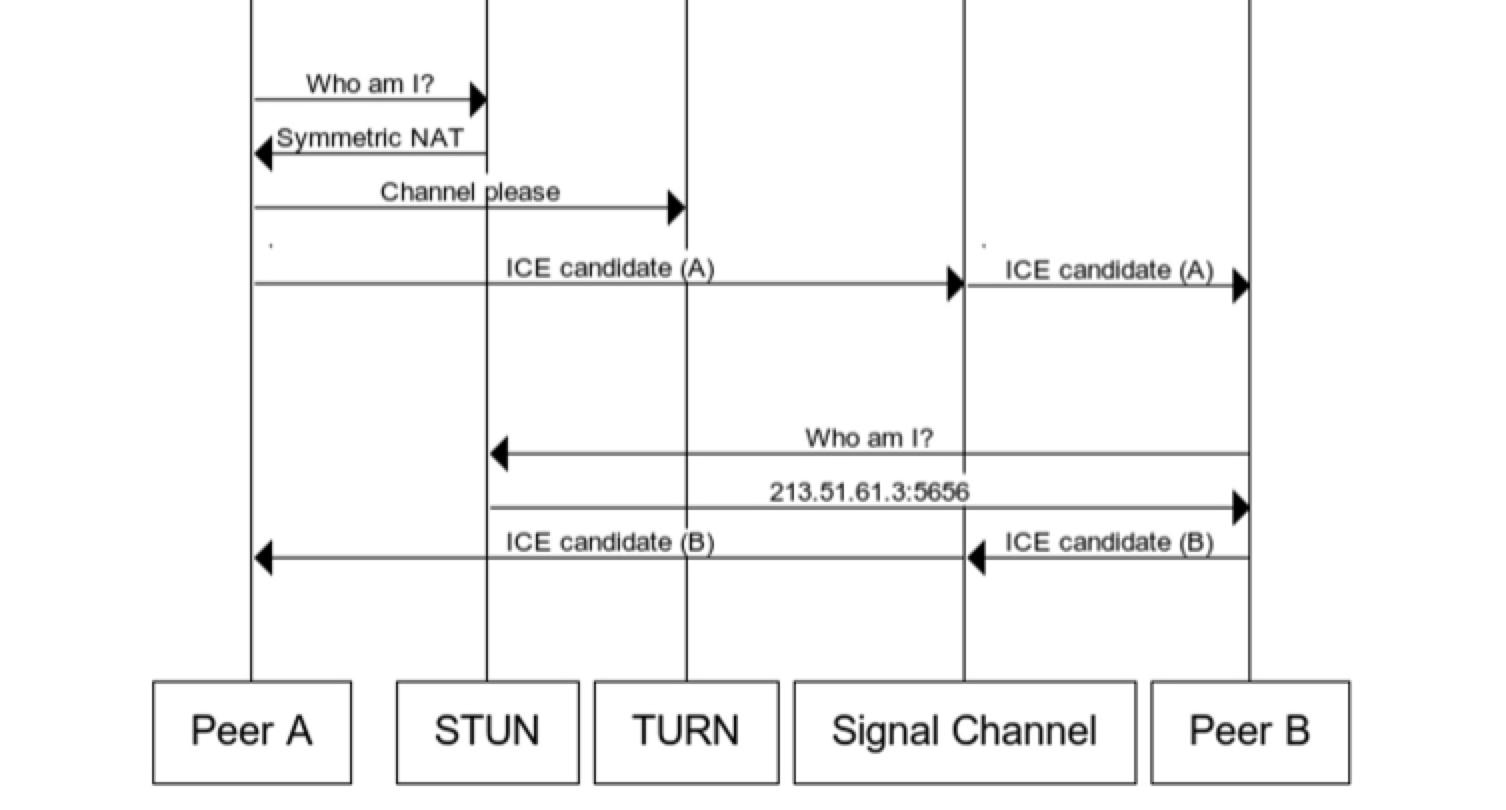 Who am I?
Symmetric NAT
Channel please
ICE candidate (A)
ICE candidate (A)
Who am I?
213.51.61.3:5656
ICE candidate (B)
ICE candidate (B)
Peer A
STUN
TURN
Signal Channel
Peer B